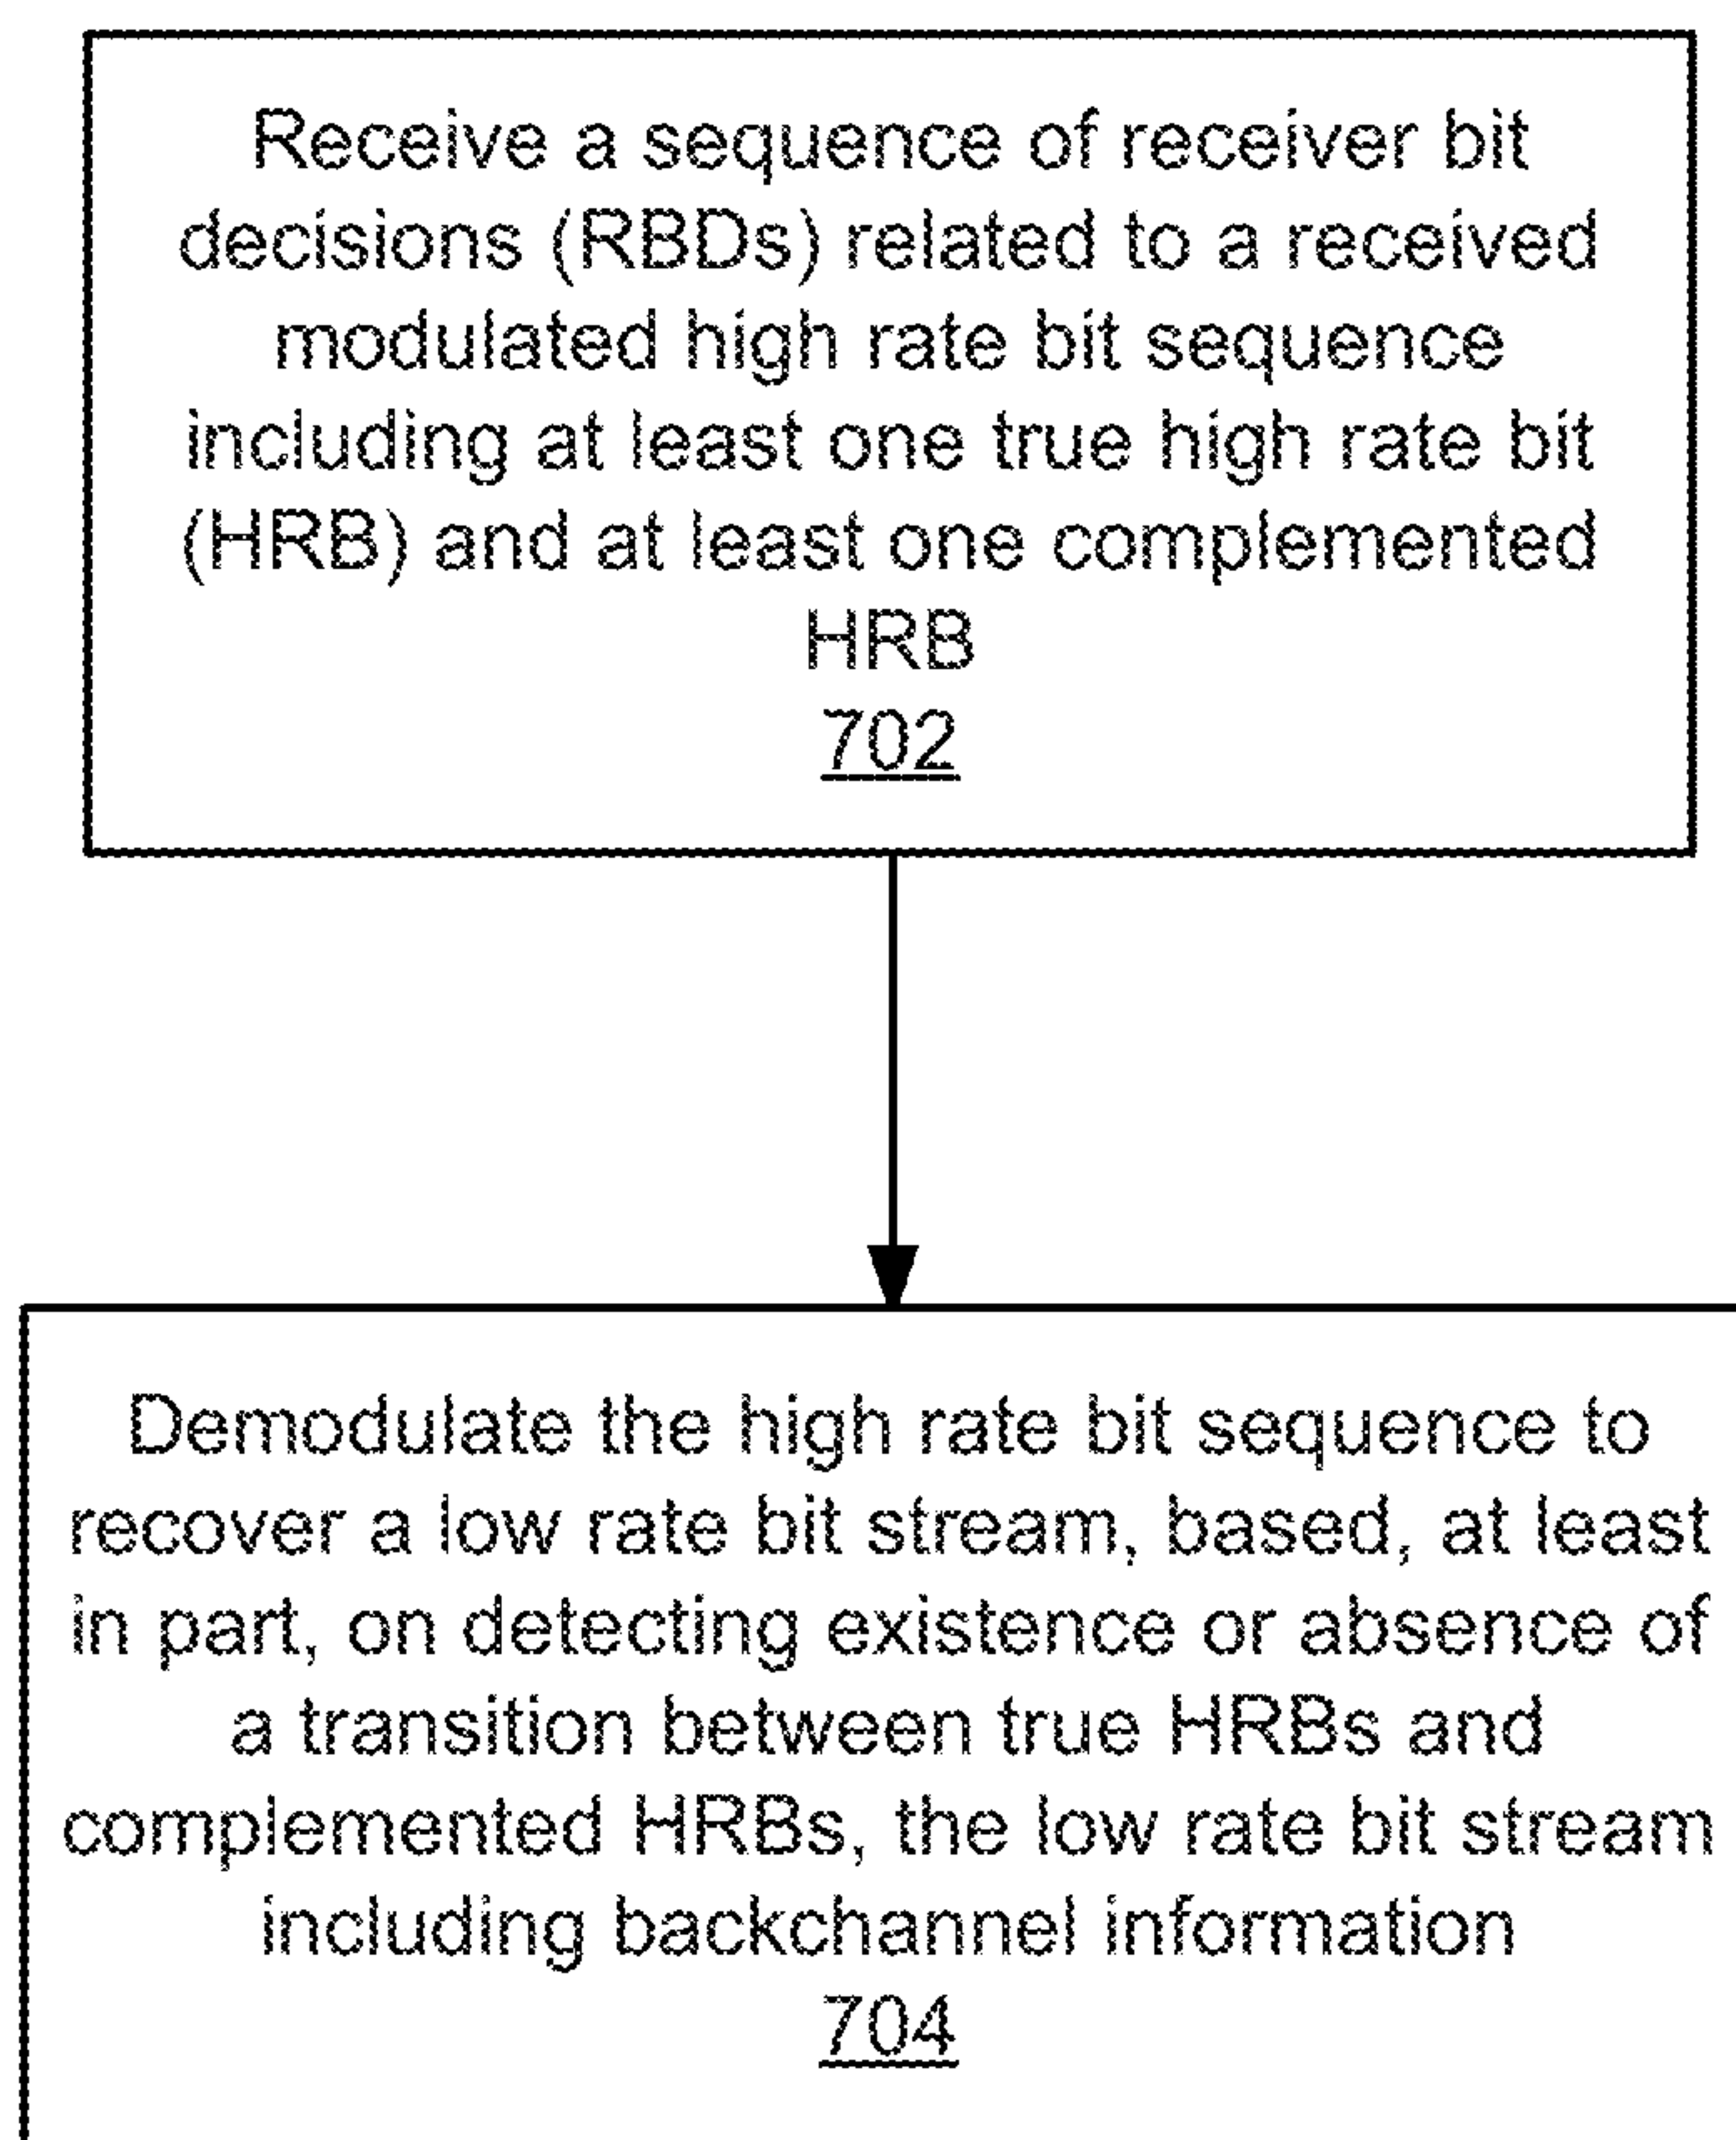 Receive a sequence of receiver bit
decisions (RBDs) related to a received
modulated high rate bit sequence
including at least one true high rate bit
(HRB) and at least one complemented
HRB
702
Demodulate the high rate bit sequence to
recover a low rate bit stream, based, at least
in part, on detecting existence or absence of
a transition between true HRBs and
complemented HRBs, the low rate bit stream
including backchannel information
704